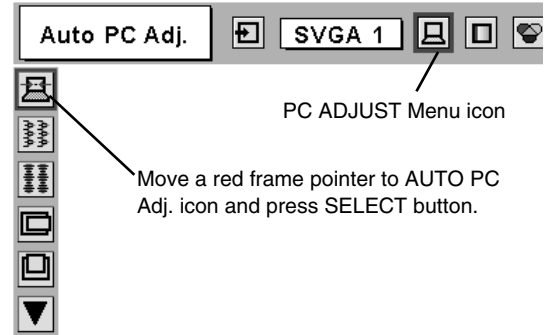 Auto PC Adj.
SVGA 1
PC ADJUST Menu icon
Move a red frame pointer to AUTO PC
Adj. icon and press SELECT button.